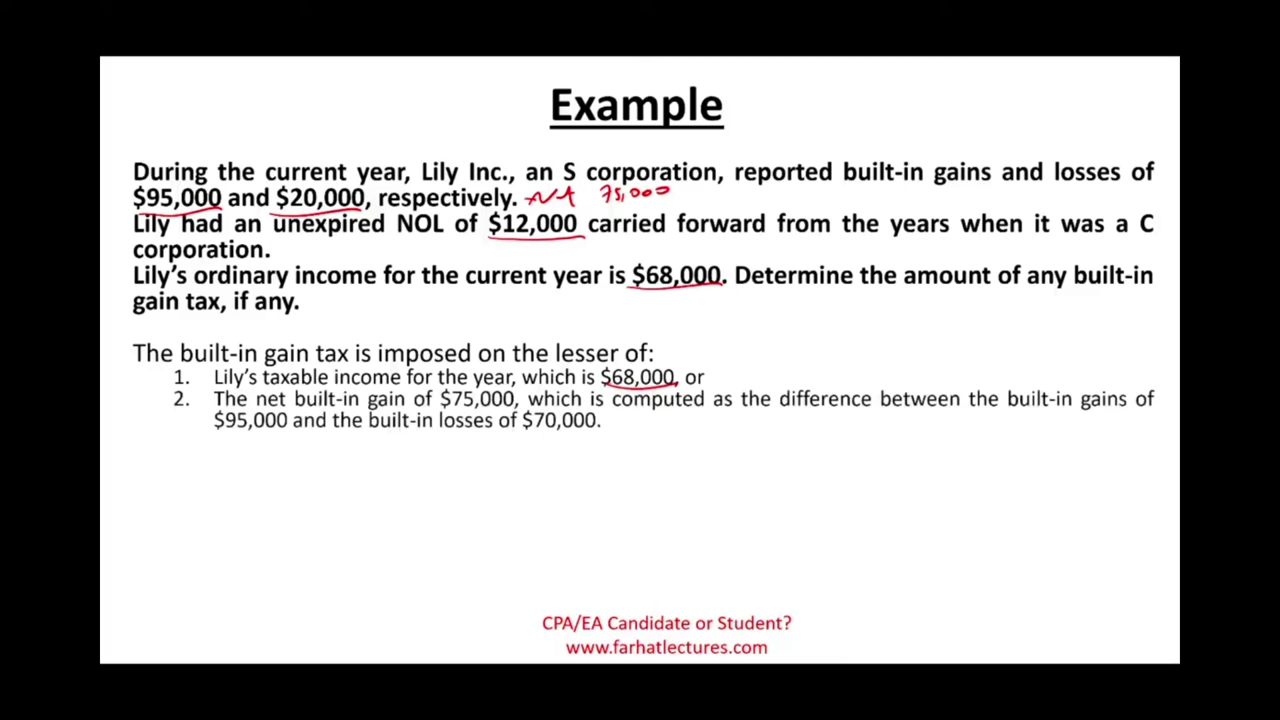 Example
During the current year, Lily Inc., an S corporation, reported built-in gains and losses of
$95,000 and $20,000, respectively. 75,000
Lily had an unexpired NOL of $12,000 carried forward from the years when it was a C
corporation.
Lily's ordinary income for the current year is $68,000. Determine the amount of any built-in
gain tax, if any.
The built-in gain tax is imposed on the lesser of:
1. Lily's taxable income for the year, which is $68,000, or
2. The net built-in gain of $75,000, which is computed as the difference between the built-in gains of
$95,000 and the built-in losses of $70,000.
CPA/EA Candidate or Student?
www.farhatlectures.com